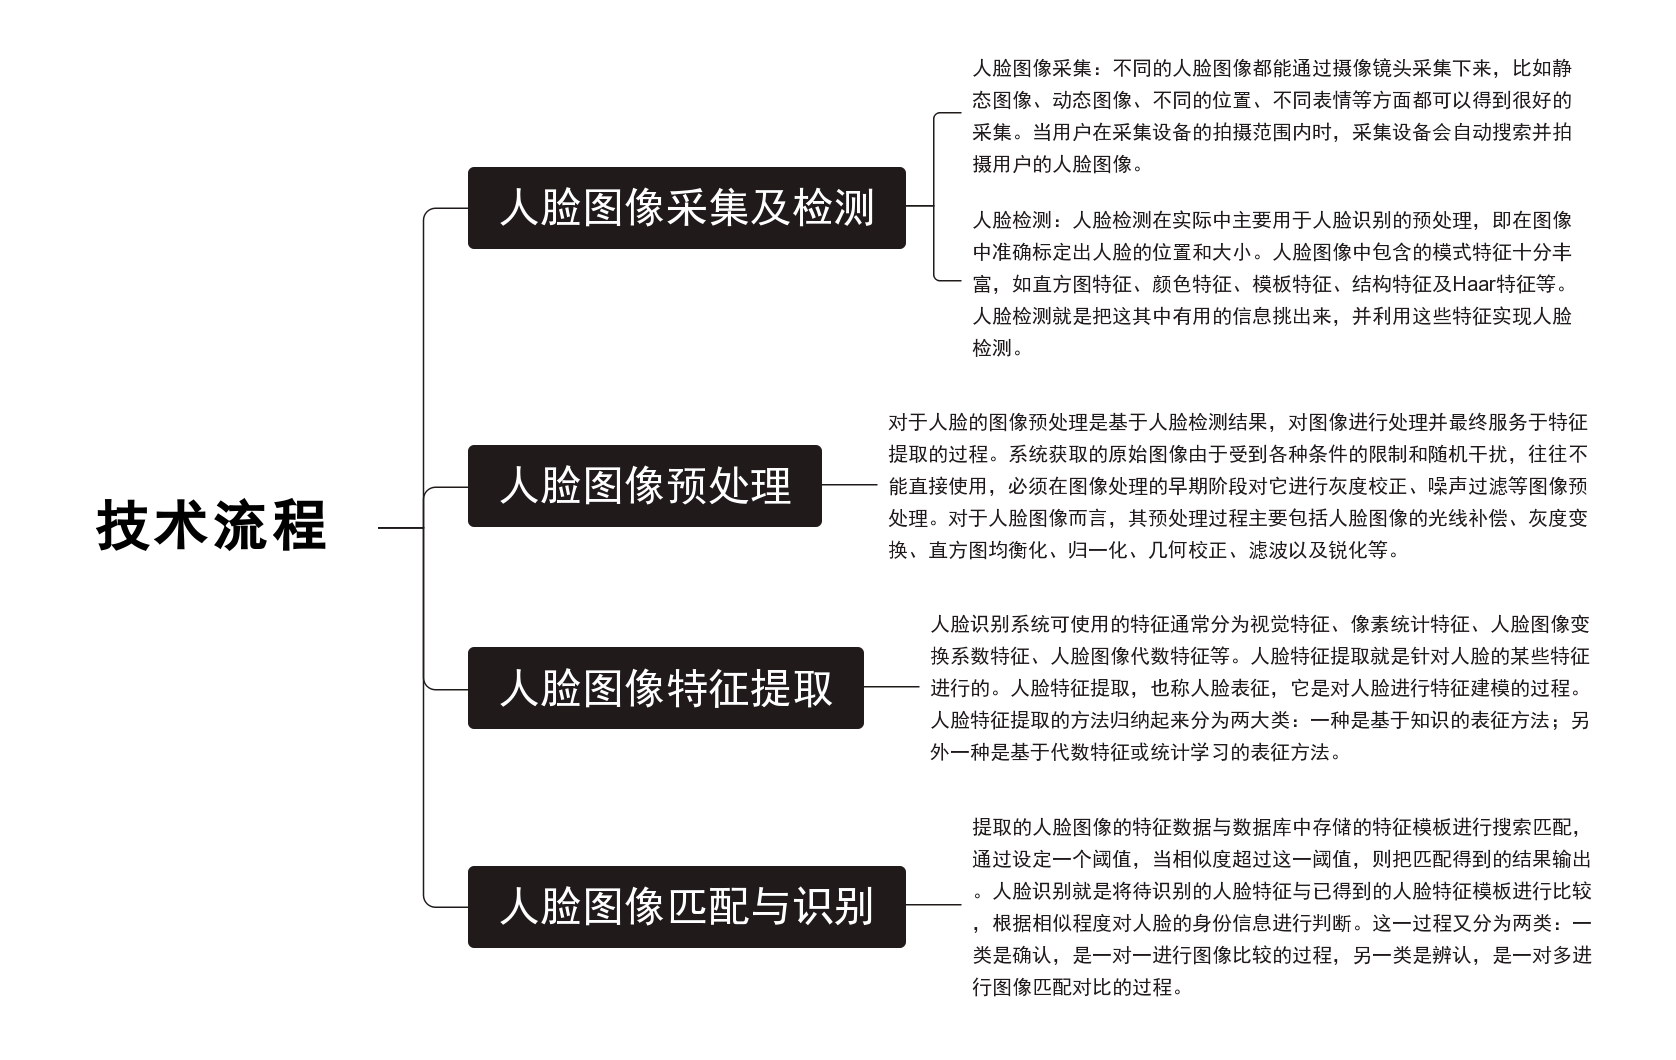 技术流程
人脸图像采集及检测
人脸图像采集：不同的人脸图像都能通过摄像镜头采集下来，比如静
态图像、动态图像、不同的位置、不同表情等方面都可以得到很好的
采集。当用户在采集设备的拍摄范围内时，采集设备会自动搜索并拍
摄用户的人脸图像。
人脸检测：人脸检测在实际中主要用于人脸识别的预处理，即在图像
中准确标定出人脸的位置和大小。人脸图像中包含的模式特征十分丰
富，如直方图特征、颜色特征、模板特征、结构特征及Haar特征等。
人脸检测就是把这其中有用的信息挑出来，并利用这些特征实现人脸
检测。
人脸图像预处理
对于人脸的图像预处理是基于人脸检测结果，对图像进行处理并最终服务于特征
提取的过程。系统获取的原始图像由于受到各种条件的限制和随机干扰，往往不
能直接使用，必须在图像处理的早期阶段对它进行灰度校正、噪声过滤等图像预
处理。对于人脸图像而言，其预处理过程主要包括人脸图像的光线补偿、灰度变
换、直方图均衡化、归一化、几何校正、滤波以及锐化等。
人脸图像特征提取
人脸识别系统可使用的特征通常分为视觉特征、像素统计特征、人脸图像变
换系数特征、人脸图像代数特征等。人脸特征提取就是针对人脸的某些特征
进行的。人脸特征提取，也称人脸表征，它是对人脸进行特征建模的过程。
人脸特征提取的方法归纳起来分为两大类：一种是基于知识的表征方法；另
外一种是基于代数特征或统计学习的表征方法。
人脸图像匹配与识别
提取的人脸图像的特征数据与数据库中存储的特征模板进行搜索匹配，
通过设定一个阈值，当相似度超过这一阈值，则把匹配得到的结果输出
。人脸识别就是将待识别的人脸特征与已得到的人脸特征模板进行比较
，根据相似程度对人脸的身份信息进行判断。这一过程又分为两类：一
类是确认，是一对一进行图像比较的过程，另一类是辨认，是一对多进
行图像匹配对比的过程。